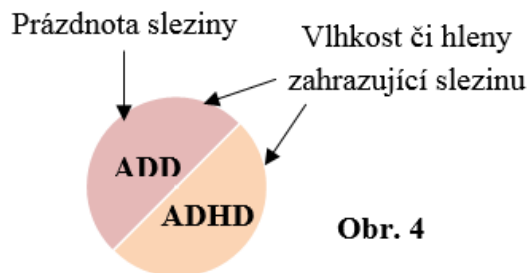 Prázdnota sleziny
Vlhkost či hleny
zahrazující slezinu
ADD
ADHD
Obr. 4